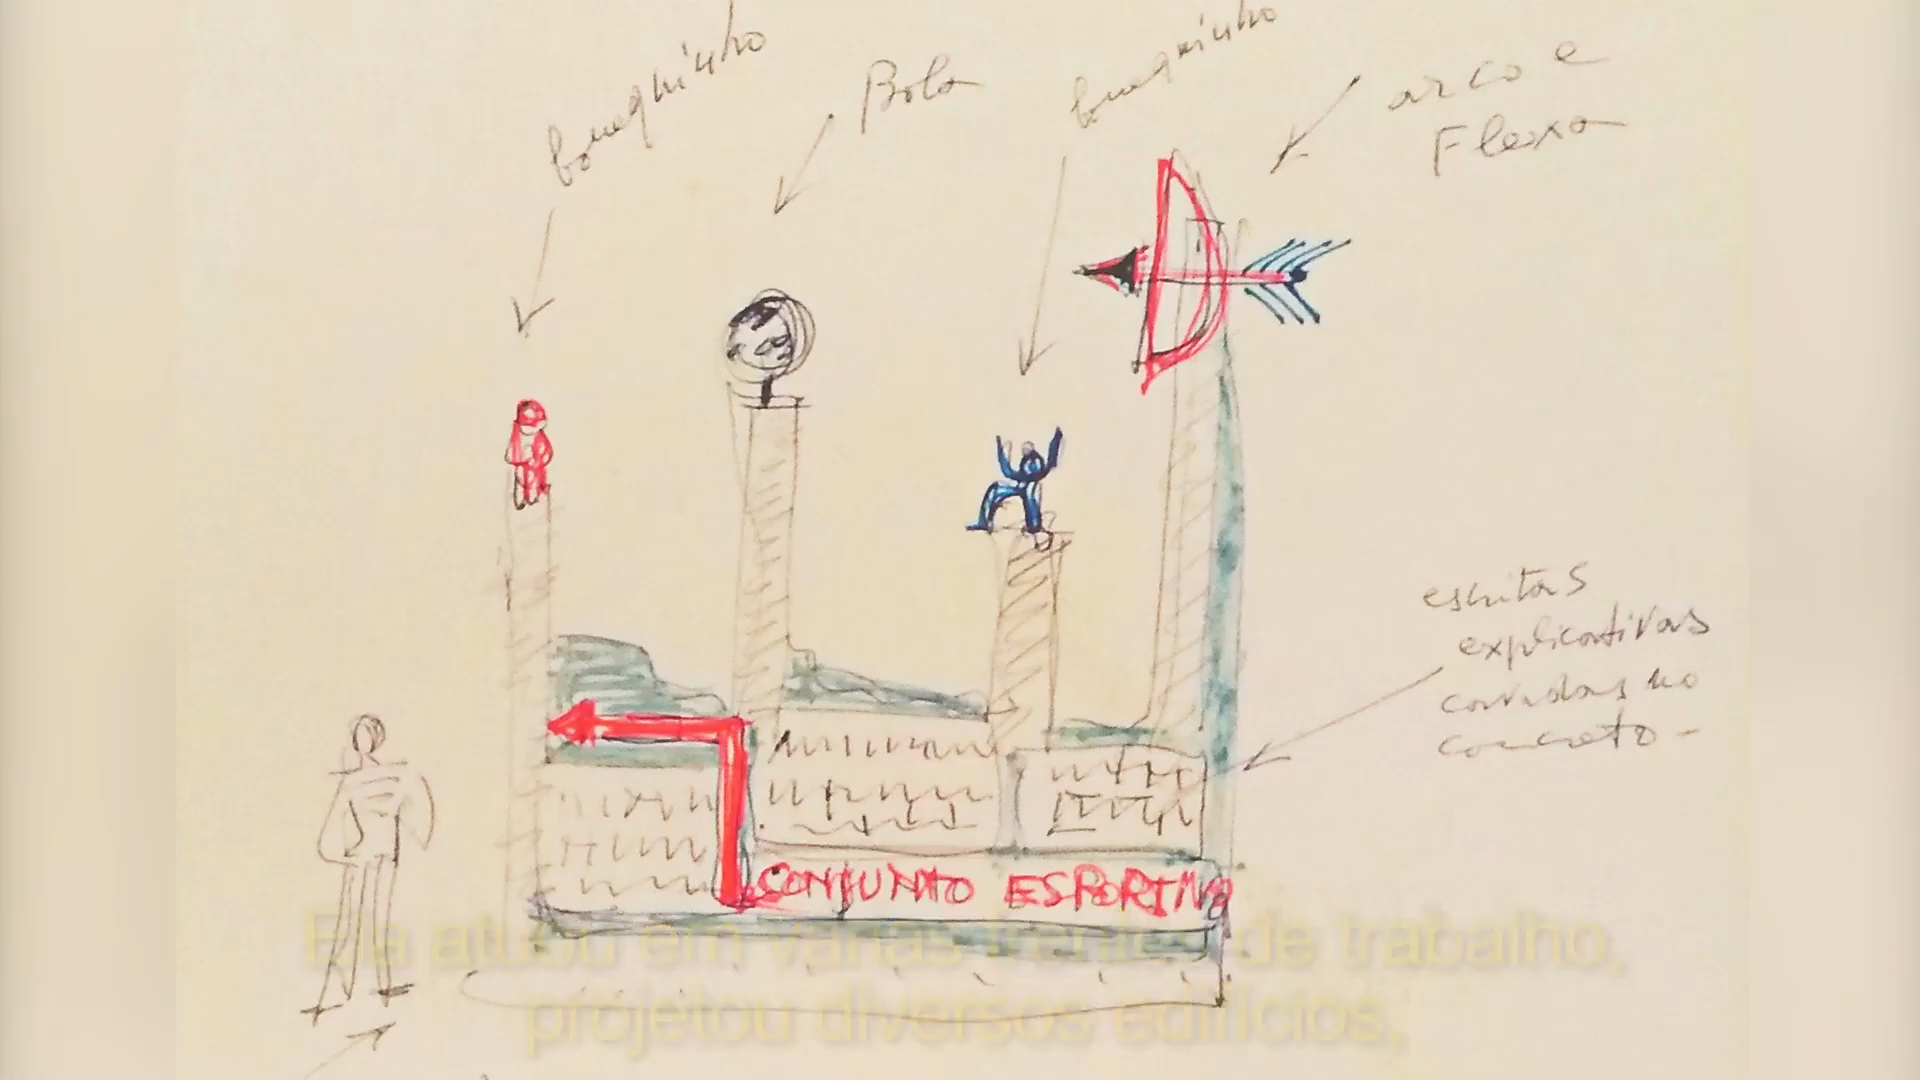 bonequinho
Bola
bonequinho
arco e
Flexa
escritas
explicativas
cavadas no
concreto -
CONJUNTO ESPORTIVO
Ela atuou em várias frentes de trabalho,
projetou diversos edifícios,